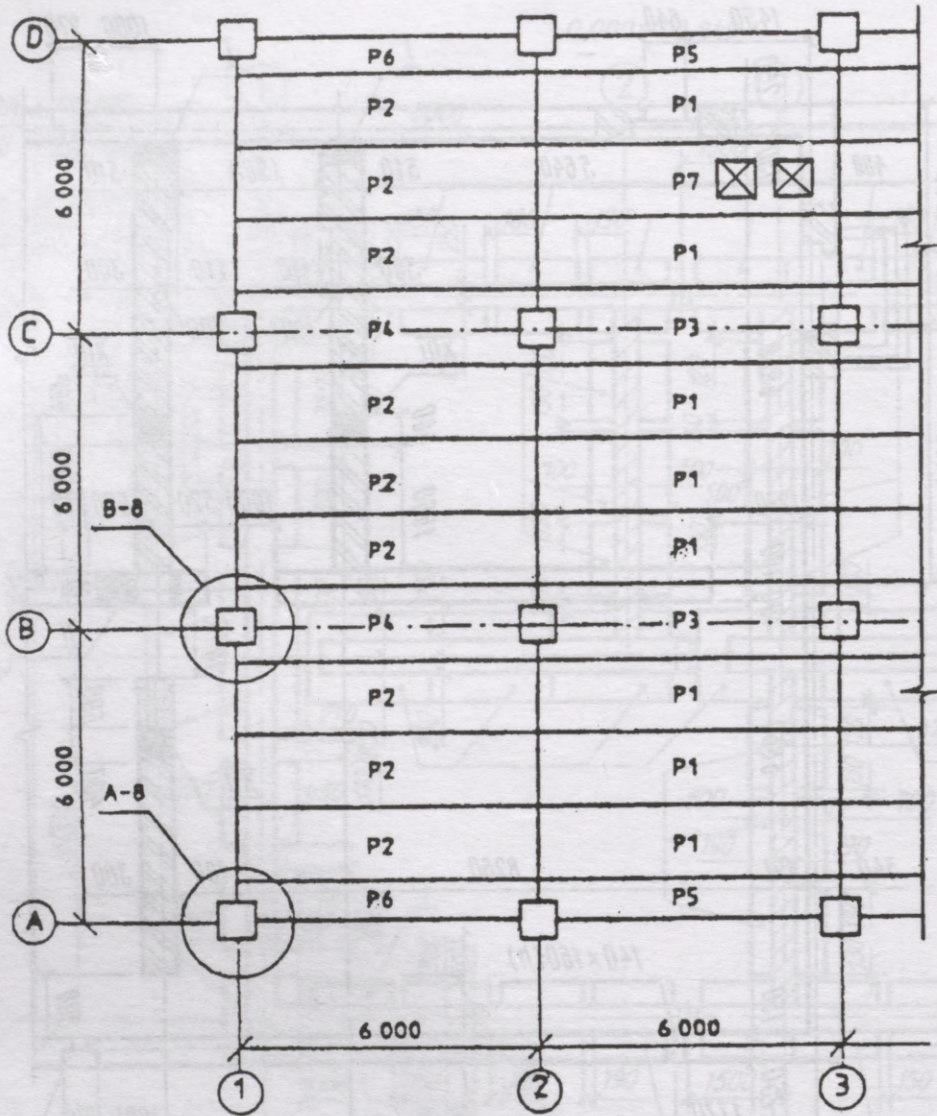 D
P6 P5
P2 P1
6 000
P2 P7
P2 P1
C
P4 P3
P2 P1
6 000
P2 P1
B-8
P2 P1
B
P4 P3
P2 P1
6 000
P2 P1
A-8
P2 P1
P6 P5
A
6 000 6 000
1 2 3